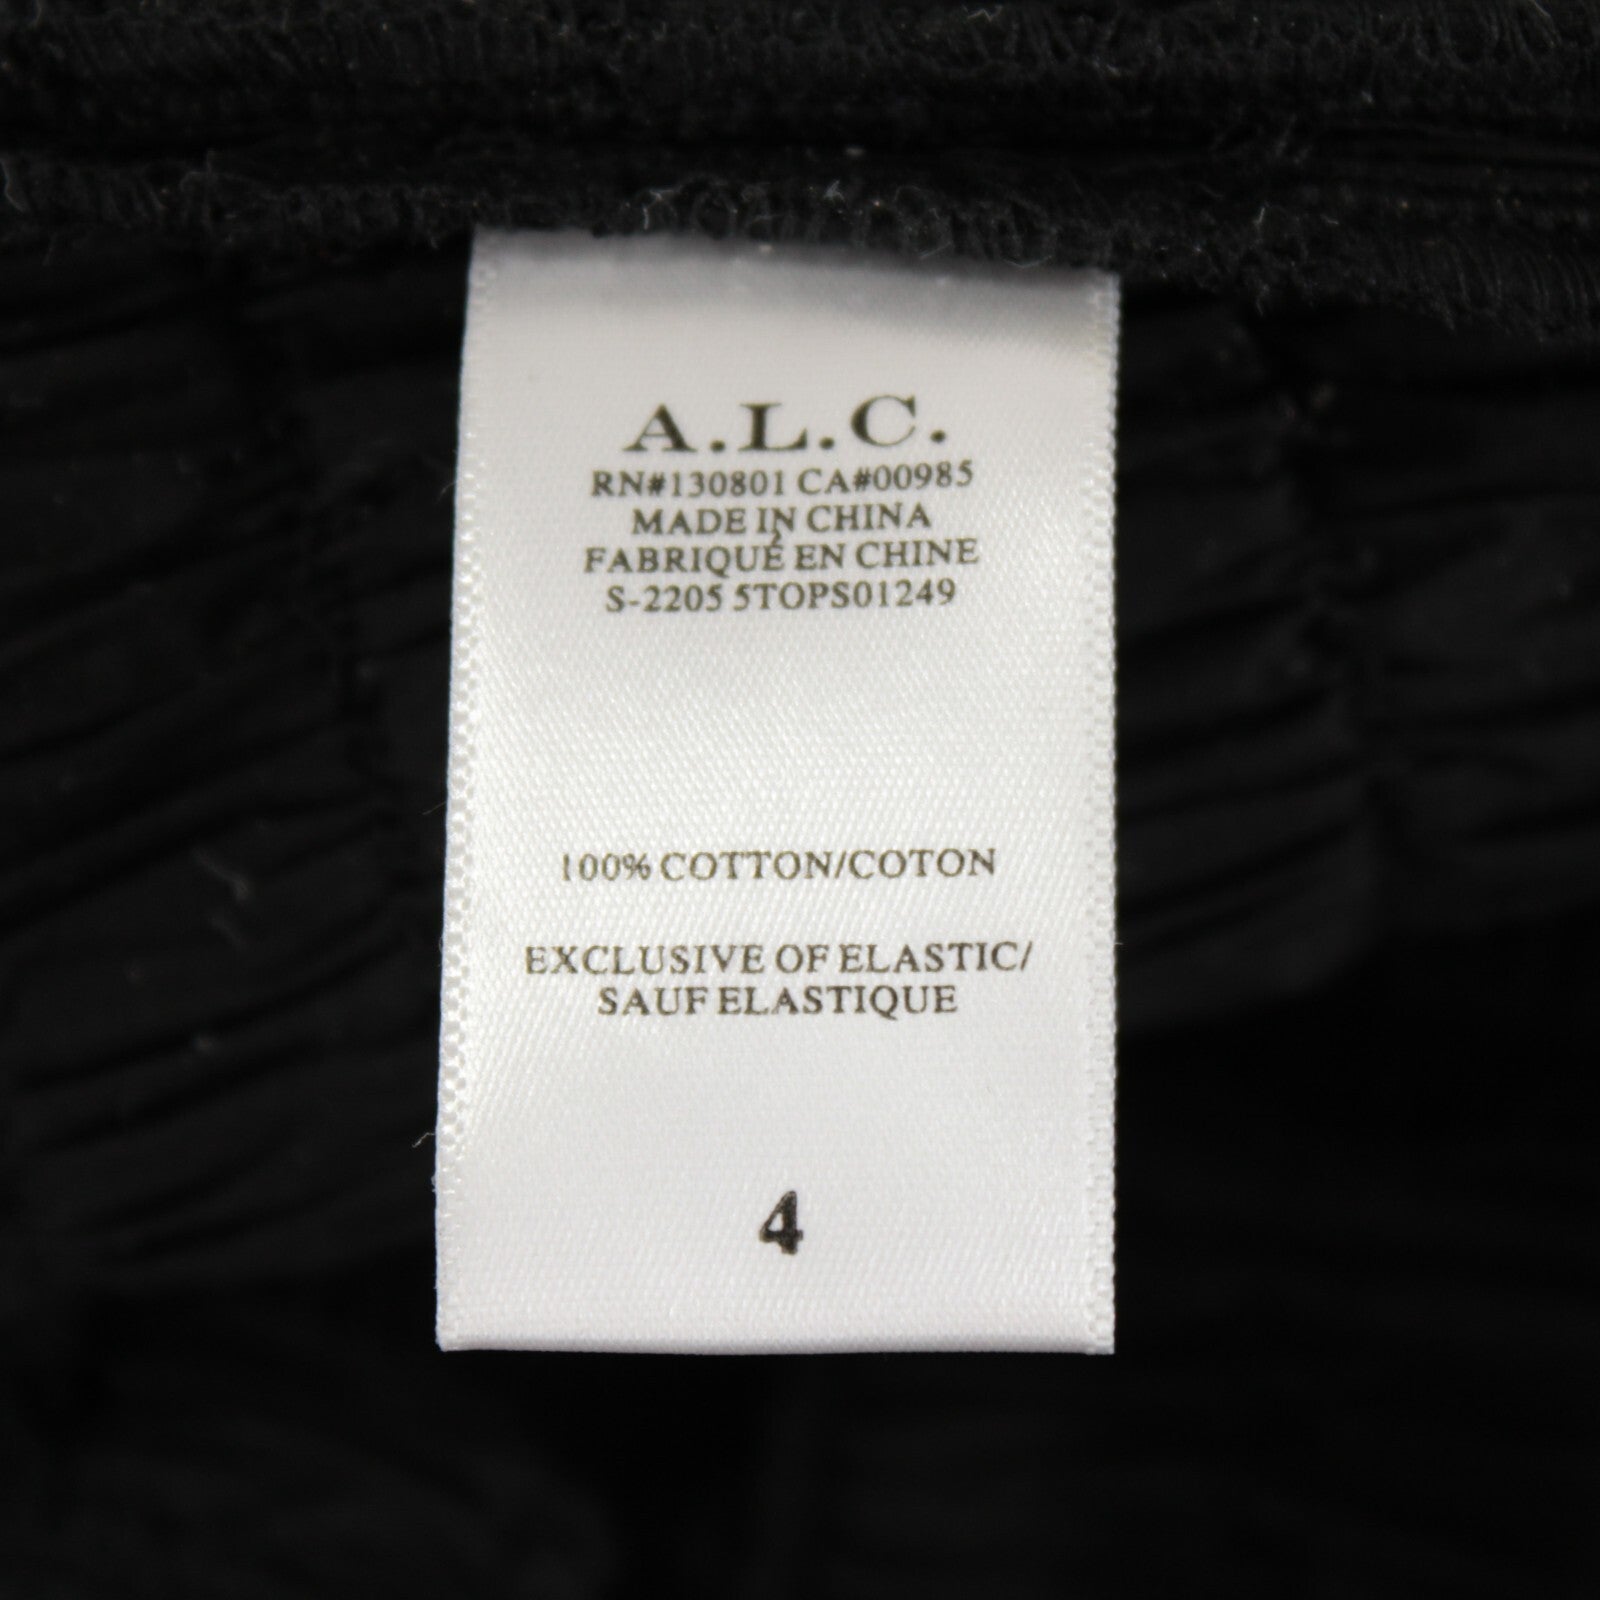 A.L.C.
RN#130801 CA#00985
MADE IN CHINA
FABRIQUÉ EN CHINE
S-2205 5TOPS01249
100% COTTON/COTON
EXCLUSIVE OF ELASTIC/
SAUF ELASTIQUE
4